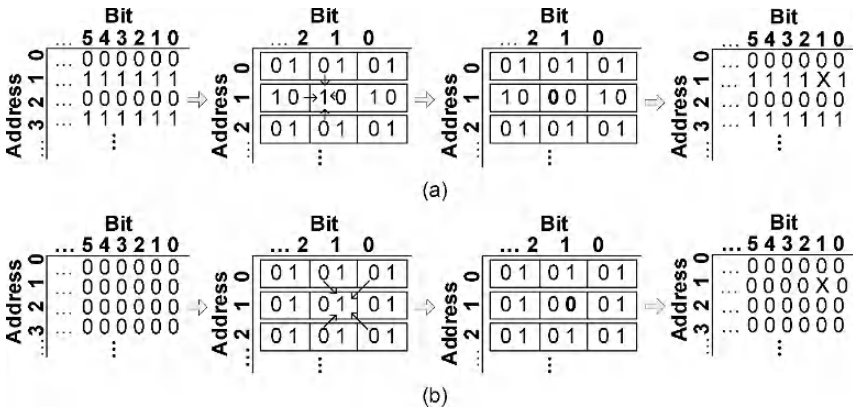 Bit
... 5 4 3 2 1 0
Address
0 ... 0 0 0 0 0 0
1 ... 1 1 1 1 1 1
2 ... 0 0 0 0 0 0
3 ... 1 1 1 1 1 1
⋮
Bit
... 2 1 0
Address
0 0 1 0 1 0 1
1 1 0 1 0 1 0
2 0 1 0 1 0 1
⋮
Bit
... 2 1 0
Address
0 0 1 0 1 0 1
1 1 0 0 0 1 0
2 0 1 0 1 0 1
⋮
Bit
... 5 4 3 2 1 0
Address
0 ... 0 0 0 0 0 0
1 ... 1 1 1 1 X 1
2 ... 0 0 0 0 0 0
3 ... 1 1 1 1 1 1
⋮
(a)
Bit
... 5 4 3 2 1 0
Address
0 ... 0 0 0 0 0 0
1 ... 0 0 0 0 0 0
2 ... 0 0 0 0 0 0
3 ... 0 0 0 0 0 0
⋮
Bit
... 2 1 0
Address
0 0 1 0 1 0 1
1 0 1 0 1 0 1
2 0 1 0 1 0 1
⋮
Bit
... 2 1 0
Address
0 0 1 0 1 0 1
1 0 1 0 0 0 1
2 0 1 0 1 0 1
⋮
Bit
... 5 4 3 2 1 0
Address
0 ... 0 0 0 0 0 0
1 ... 0 0 0 0 X 0
2 ... 0 0 0 0 0 0
3 ... 0 0 0 0 0 0
⋮
(b)